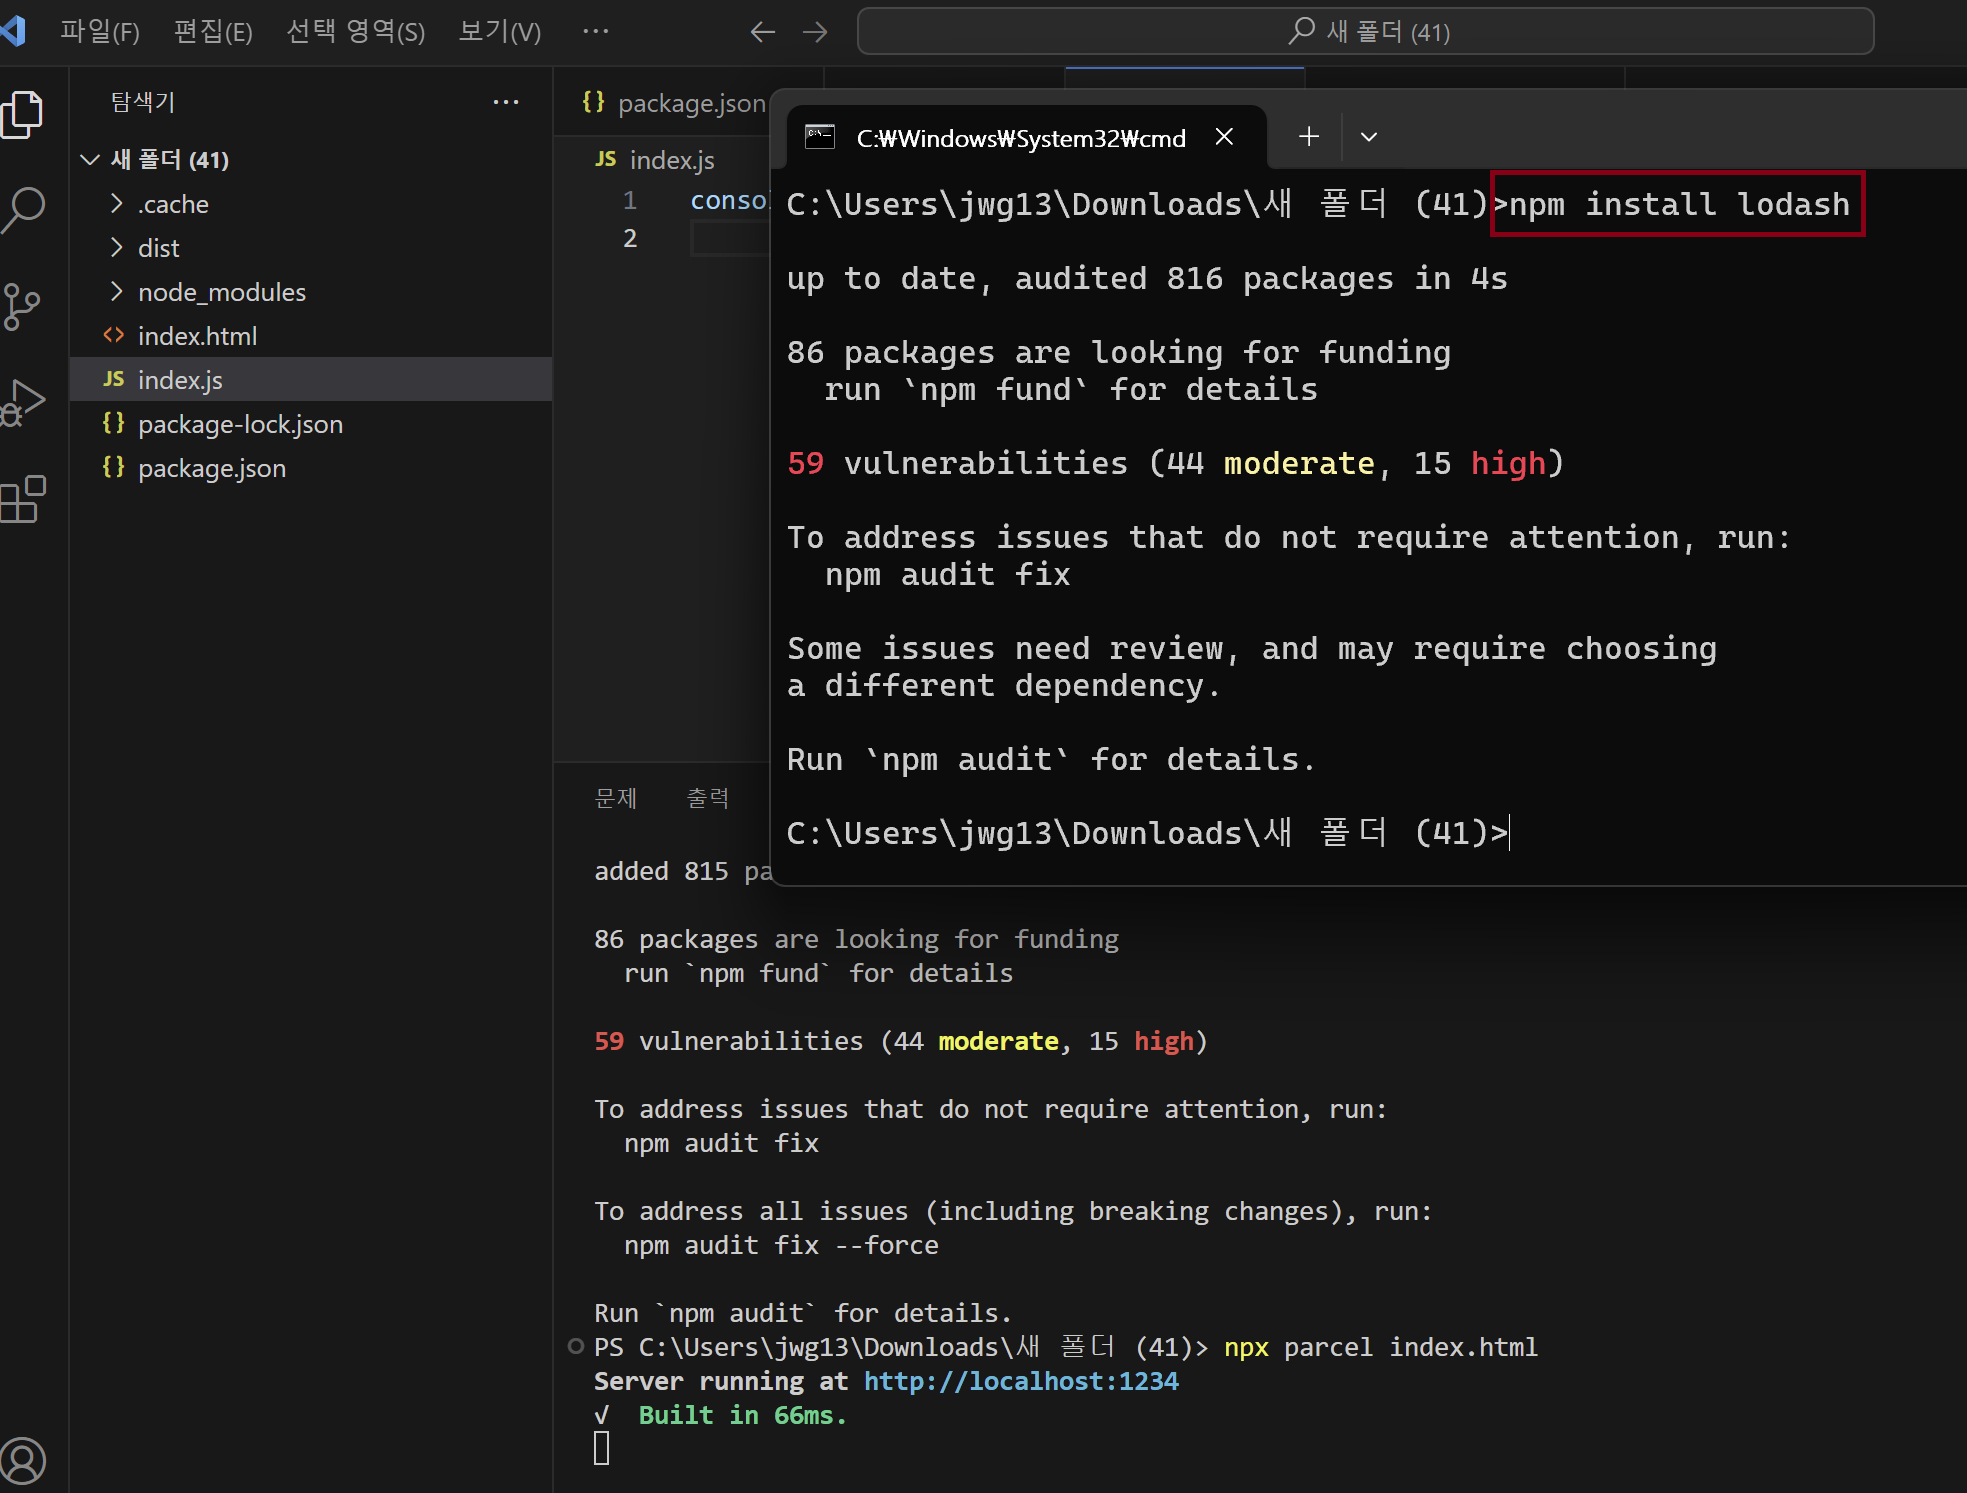 파일(F) 편집(E) 선택 영역(S) 보기(V) ··· 새 폴더 (41)
탐색기 ···
새 폴더 (41)
.cache
dist
node_modules
index.html
JS index.js
{} package-lock.json
{} package.json
{} package.json
JS index.js
1 conso
2
C:₩Windows₩System32₩cmd
C:\Users\jwg13\Downloads\새 폴더 (41)>npm install lodash
up to date, audited 816 packages in 4s
86 packages are looking for funding
run `npm fund` for details
59 vulnerabilities (44 moderate, 15 high)
To address issues that do not require attention, run:
npm audit fix
Some issues need review, and may require choosing
a different dependency.
Run `npm audit` for details.
C:\Users\jwg13\Downloads\새 폴더 (41)>
문제 출력
added 815 pa
86 packages are looking for funding
run `npm fund` for details
59 vulnerabilities (44 moderate, 15 high)
To address issues that do not require attention, run:
npm audit fix
To address all issues (including breaking changes), run:
npm audit fix --force
Run `npm audit` for details.
PS C:\Users\jwg13\Downloads\새 폴더 (41)> npx parcel index.html
Server running at http://localhost:1234
√ Built in 66ms.